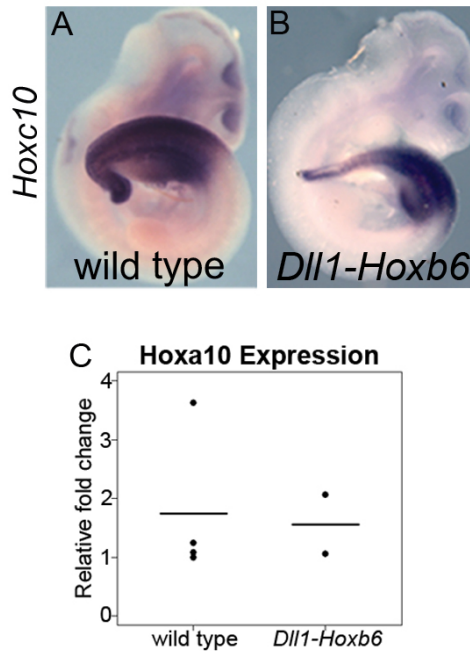 A
B
Hoxc10
wild type
Dll1-Hoxb6
C
Hoxa10 Expression
Relative fold change
4
3
2
1
0
wild type
Dll1-Hoxb6